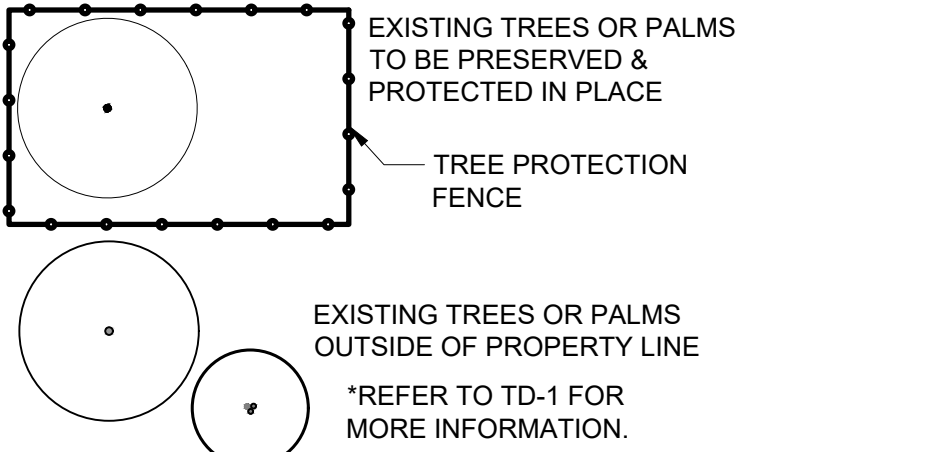 EXISTING TREES OR PALMS
TO BE PRESERVED &
PROTECTED IN PLACE
TREE PROTECTION
FENCE
EXISTING TREES OR PALMS
OUTSIDE OF PROPERTY LINE
*REFER TO TD-1 FOR
MORE INFORMATION.